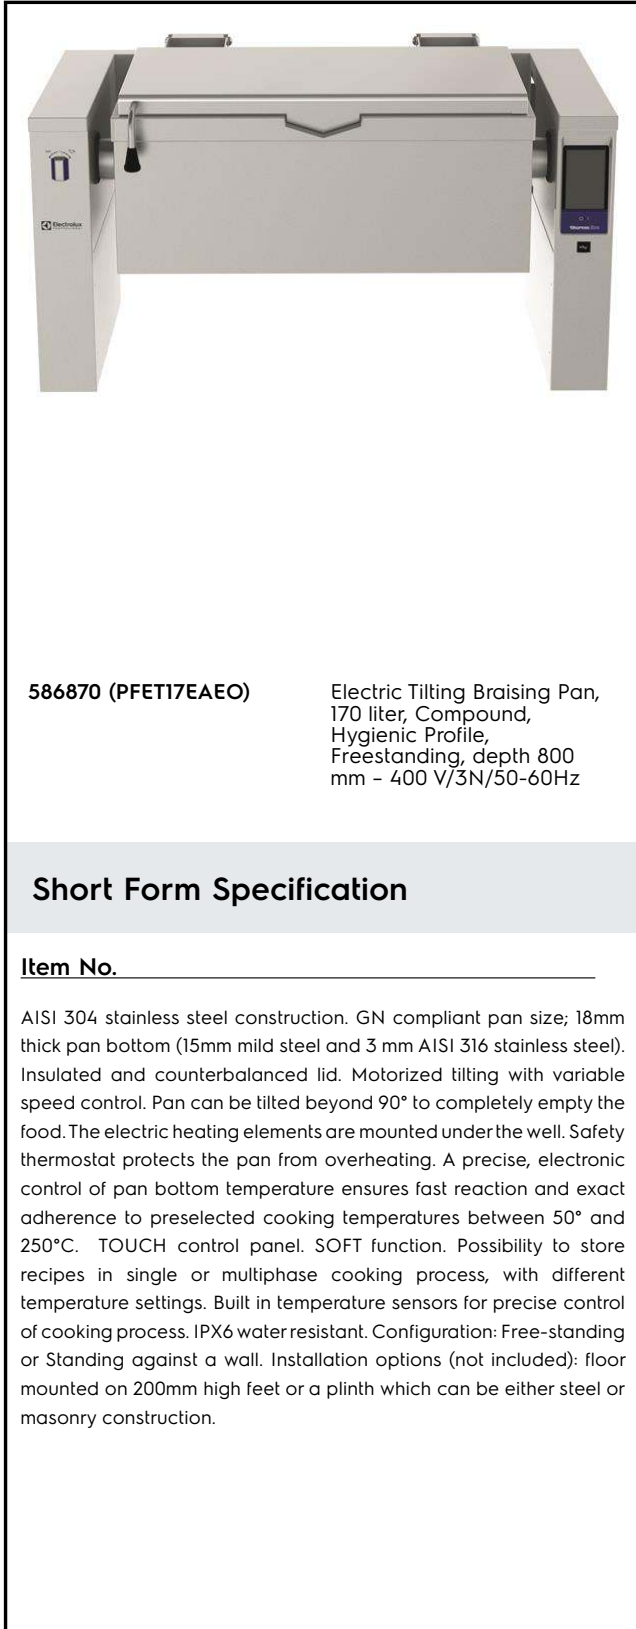 Electrolux
PROFESSIONAL
thermaline
586870 (PFET17EAEO)
Electric Tilting Braising Pan,
170 liter, Compound,
Hygienic Profile,
Freestanding, depth 800
mm – 400 V/3N/50-60Hz
Short Form Specification
Item No.
AISI 304 stainless steel construction. GN compliant pan size; 18mm
thick pan bottom (15mm mild steel and 3 mm AISI 316 stainless steel).
Insulated and counterbalanced lid. Motorized tilting with variable
speed control. Pan can be tilted beyond 90° to completely empty the
food. The electric heating elements are mounted under the well. Safety
thermostat protects the pan from overheating. A precise, electronic
control of pan bottom temperature ensures fast reaction and exact
adherence to preselected cooking temperatures between 50° and
250°C. TOUCH control panel. SOFT function. Possibility to store
recipes in single or multiphase cooking process, with different
temperature settings. Built in temperature sensors for precise control
of cooking process. IPX6 water resistant. Configuration: Free-standing
or Standing against a wall. Installation options (not included): floor
mounted on 200mm high feet or a plinth which can be either steel or
masonry construction.